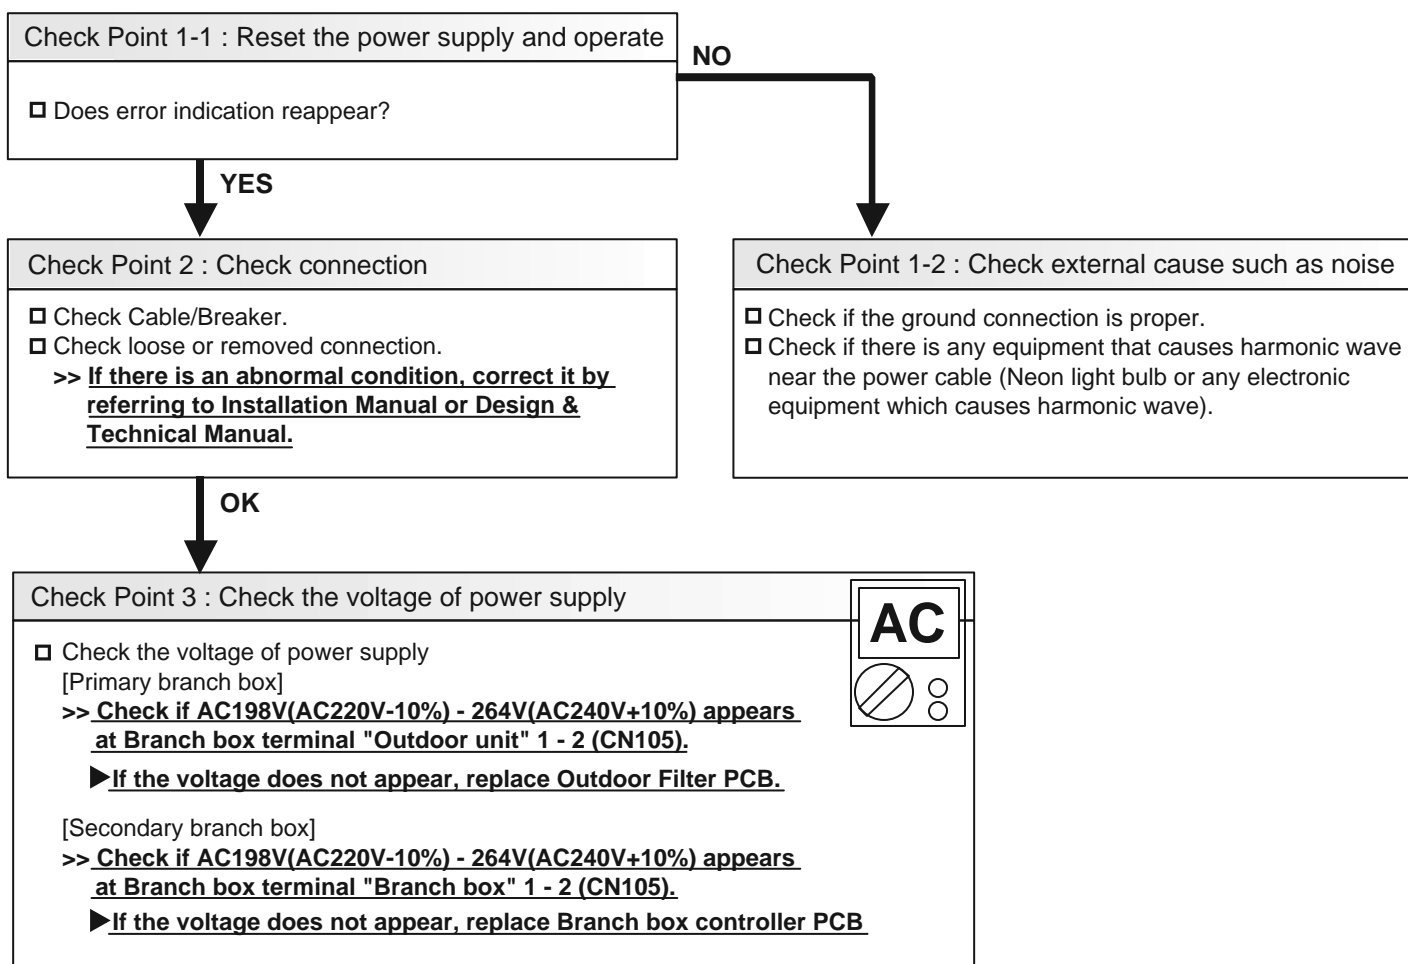 Check Point 1-1 : Reset the power supply and operate
Does error indication reappear?
NO
YES
Check Point 2 : Check connection
Check Cable/Breaker.
Check loose or removed connection.
>> If there is an abnormal condition, correct it by
referring to Installation Manual or Design &
Technical Manual.
Check Point 1-2 : Check external cause such as noise
Check if the ground connection is proper.
Check if there is any equipment that causes harmonic wave
near the power cable (Neon light bulb or any electronic
equipment which causes harmonic wave).
OK
Check Point 3 : Check the voltage of power supply
AC
Check the voltage of power supply
[Primary branch box]
>> Check if AC198V(AC220V-10%) - 264V(AC240V+10%) appears
at Branch box terminal "Outdoor unit" 1 - 2 (CN105).
▶If the voltage does not appear, replace Outdoor Filter PCB.
[Secondary branch box]
>> Check if AC198V(AC220V-10%) - 264V(AC240V+10%) appears
at Branch box terminal "Branch box" 1 - 2 (CN105).
▶If the voltage does not appear, replace Branch box controller PCB